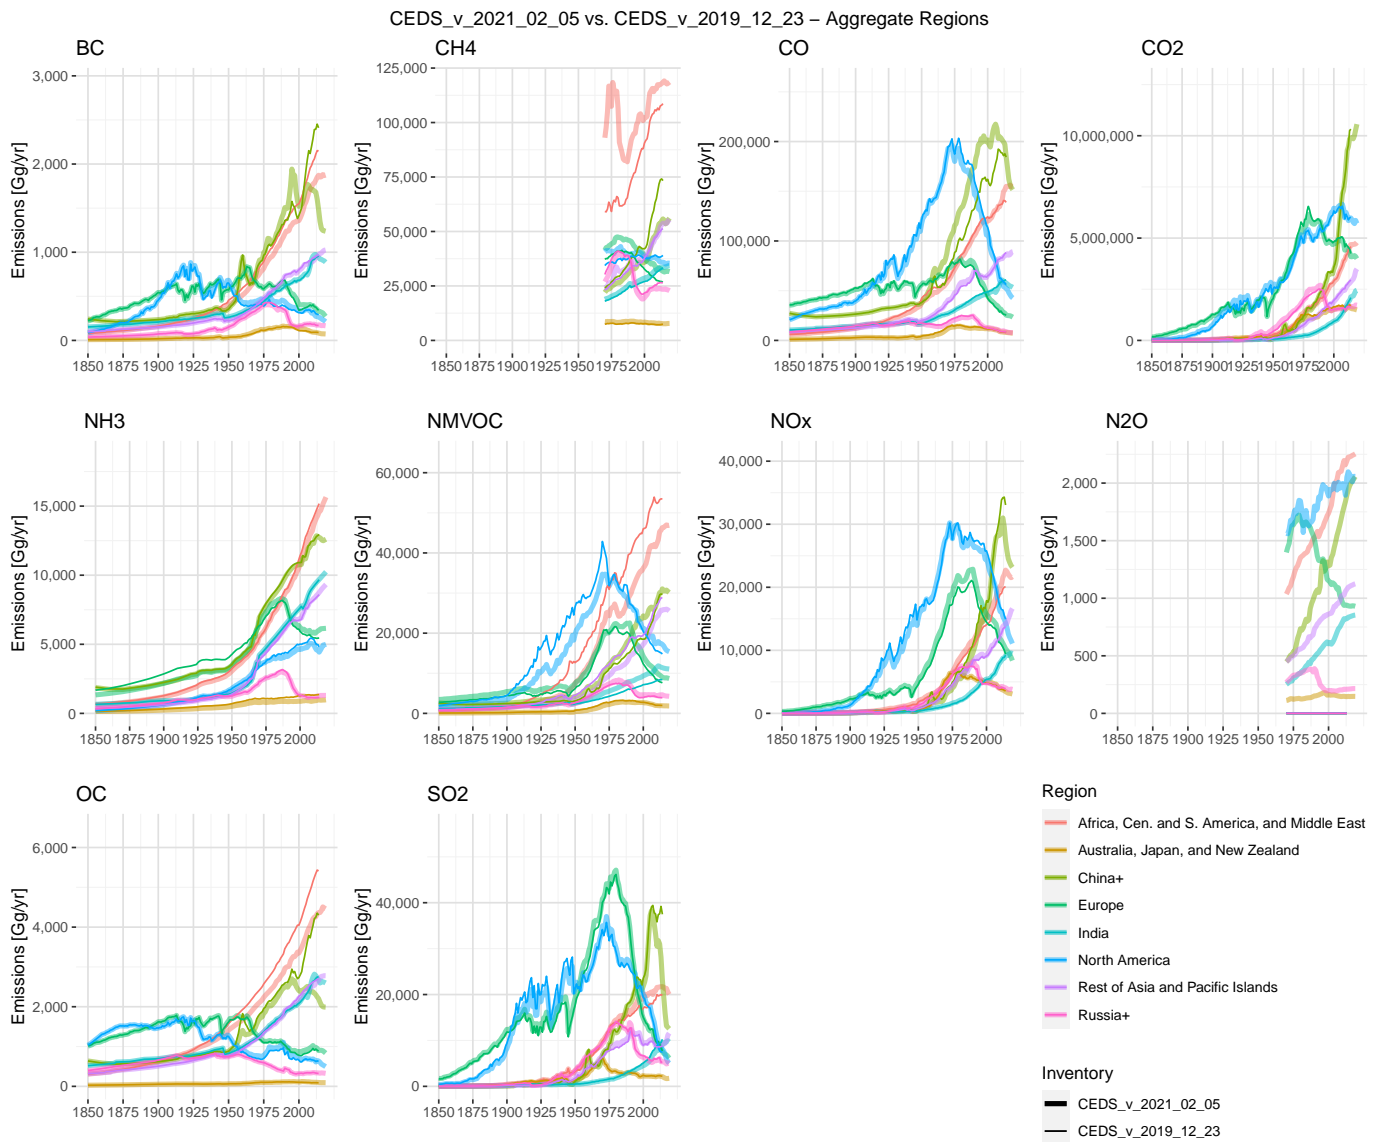 CEDS_v_2021_02_05 vs. CEDS_v_2019_12_23 – Aggregate Regions
BC
CH4
CO
CO2
Emissions [Gg/yr]
3,000
2,000
1,000
0
1850 1875 1900 1925 1950 1975 2000
Emissions [Gg/yr]
125,000
100,000
75,000
50,000
25,000
0
1850 1875 1900 1925 1950 1975 2000
Emissions [Gg/yr]
200,000
100,000
0
1850 1875 1900 1925 1950 1975 2000
Emissions [Gg/yr]
10,000,000
5,000,000
0
1850 1875 1900 1925 1950 1975 2000
NH3
NMVOC
NOx
N2O
Emissions [Gg/yr]
15,000
10,000
5,000
0
1850 1875 1900 1925 1950 1975 2000
Emissions [Gg/yr]
60,000
40,000
20,000
0
1850 1875 1900 1925 1950 1975 2000
Emissions [Gg/yr]
40,000
30,000
20,000
10,000
0
1850 1875 1900 1925 1950 1975 2000
Emissions [Gg/yr]
2,000
1,500
1,000
500
0
1850 1875 1900 1925 1950 1975 2000
OC
SO2
Emissions [Gg/yr]
6,000
4,000
2,000
0
1850 1875 1900 1925 1950 1975 2000
Emissions [Gg/yr]
40,000
20,000
0
1850 1875 1900 1925 1950 1975 2000
Region
Africa, Cen. and S. America, and Middle East
Australia, Japan, and New Zealand
China+
Europe
India
North America
Rest of Asia and Pacific Islands
Russia+
Inventory
CEDS_v_2021_02_05
CEDS_v_2019_12_23